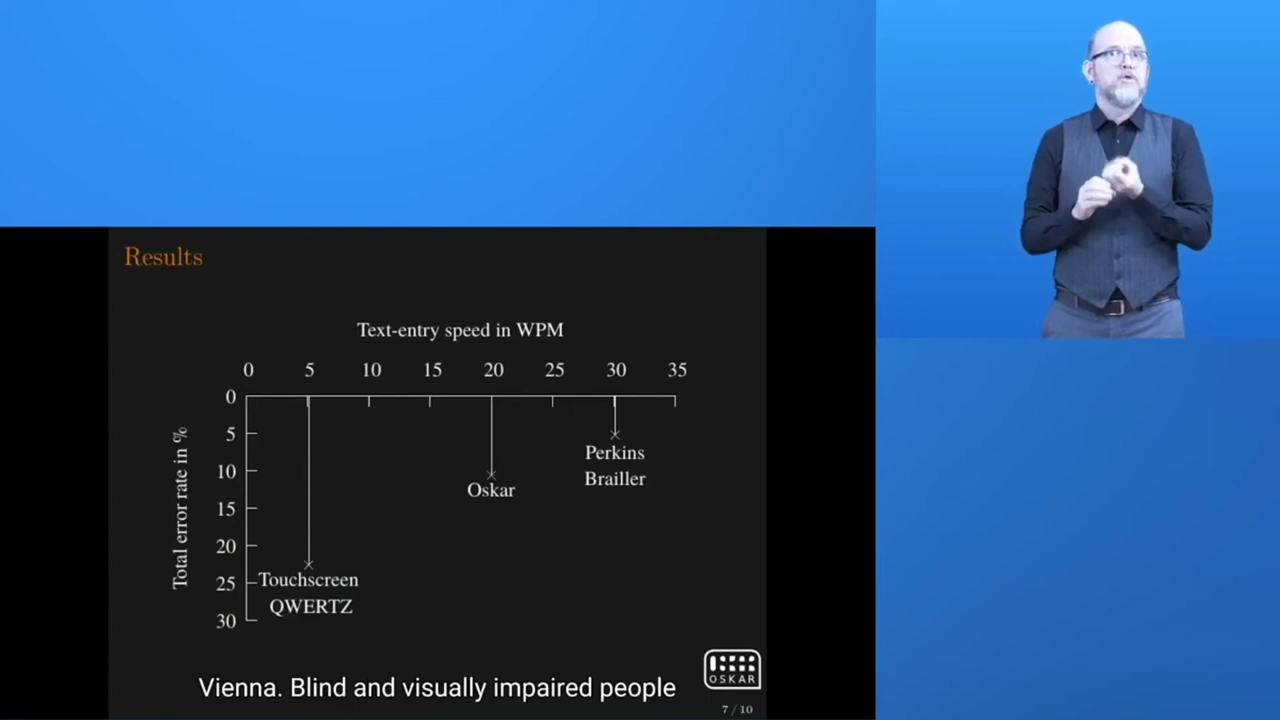 Results
Text-entry speed in WPM
0 5 10 15 20 25 30 35
Total error rate in %
0
5
10
15
20
25
30
Perkins
Brailler
Oskar
Touchscreen
QWERTZ
OSKAR
Vienna. Blind and visually impaired people
7 / 10